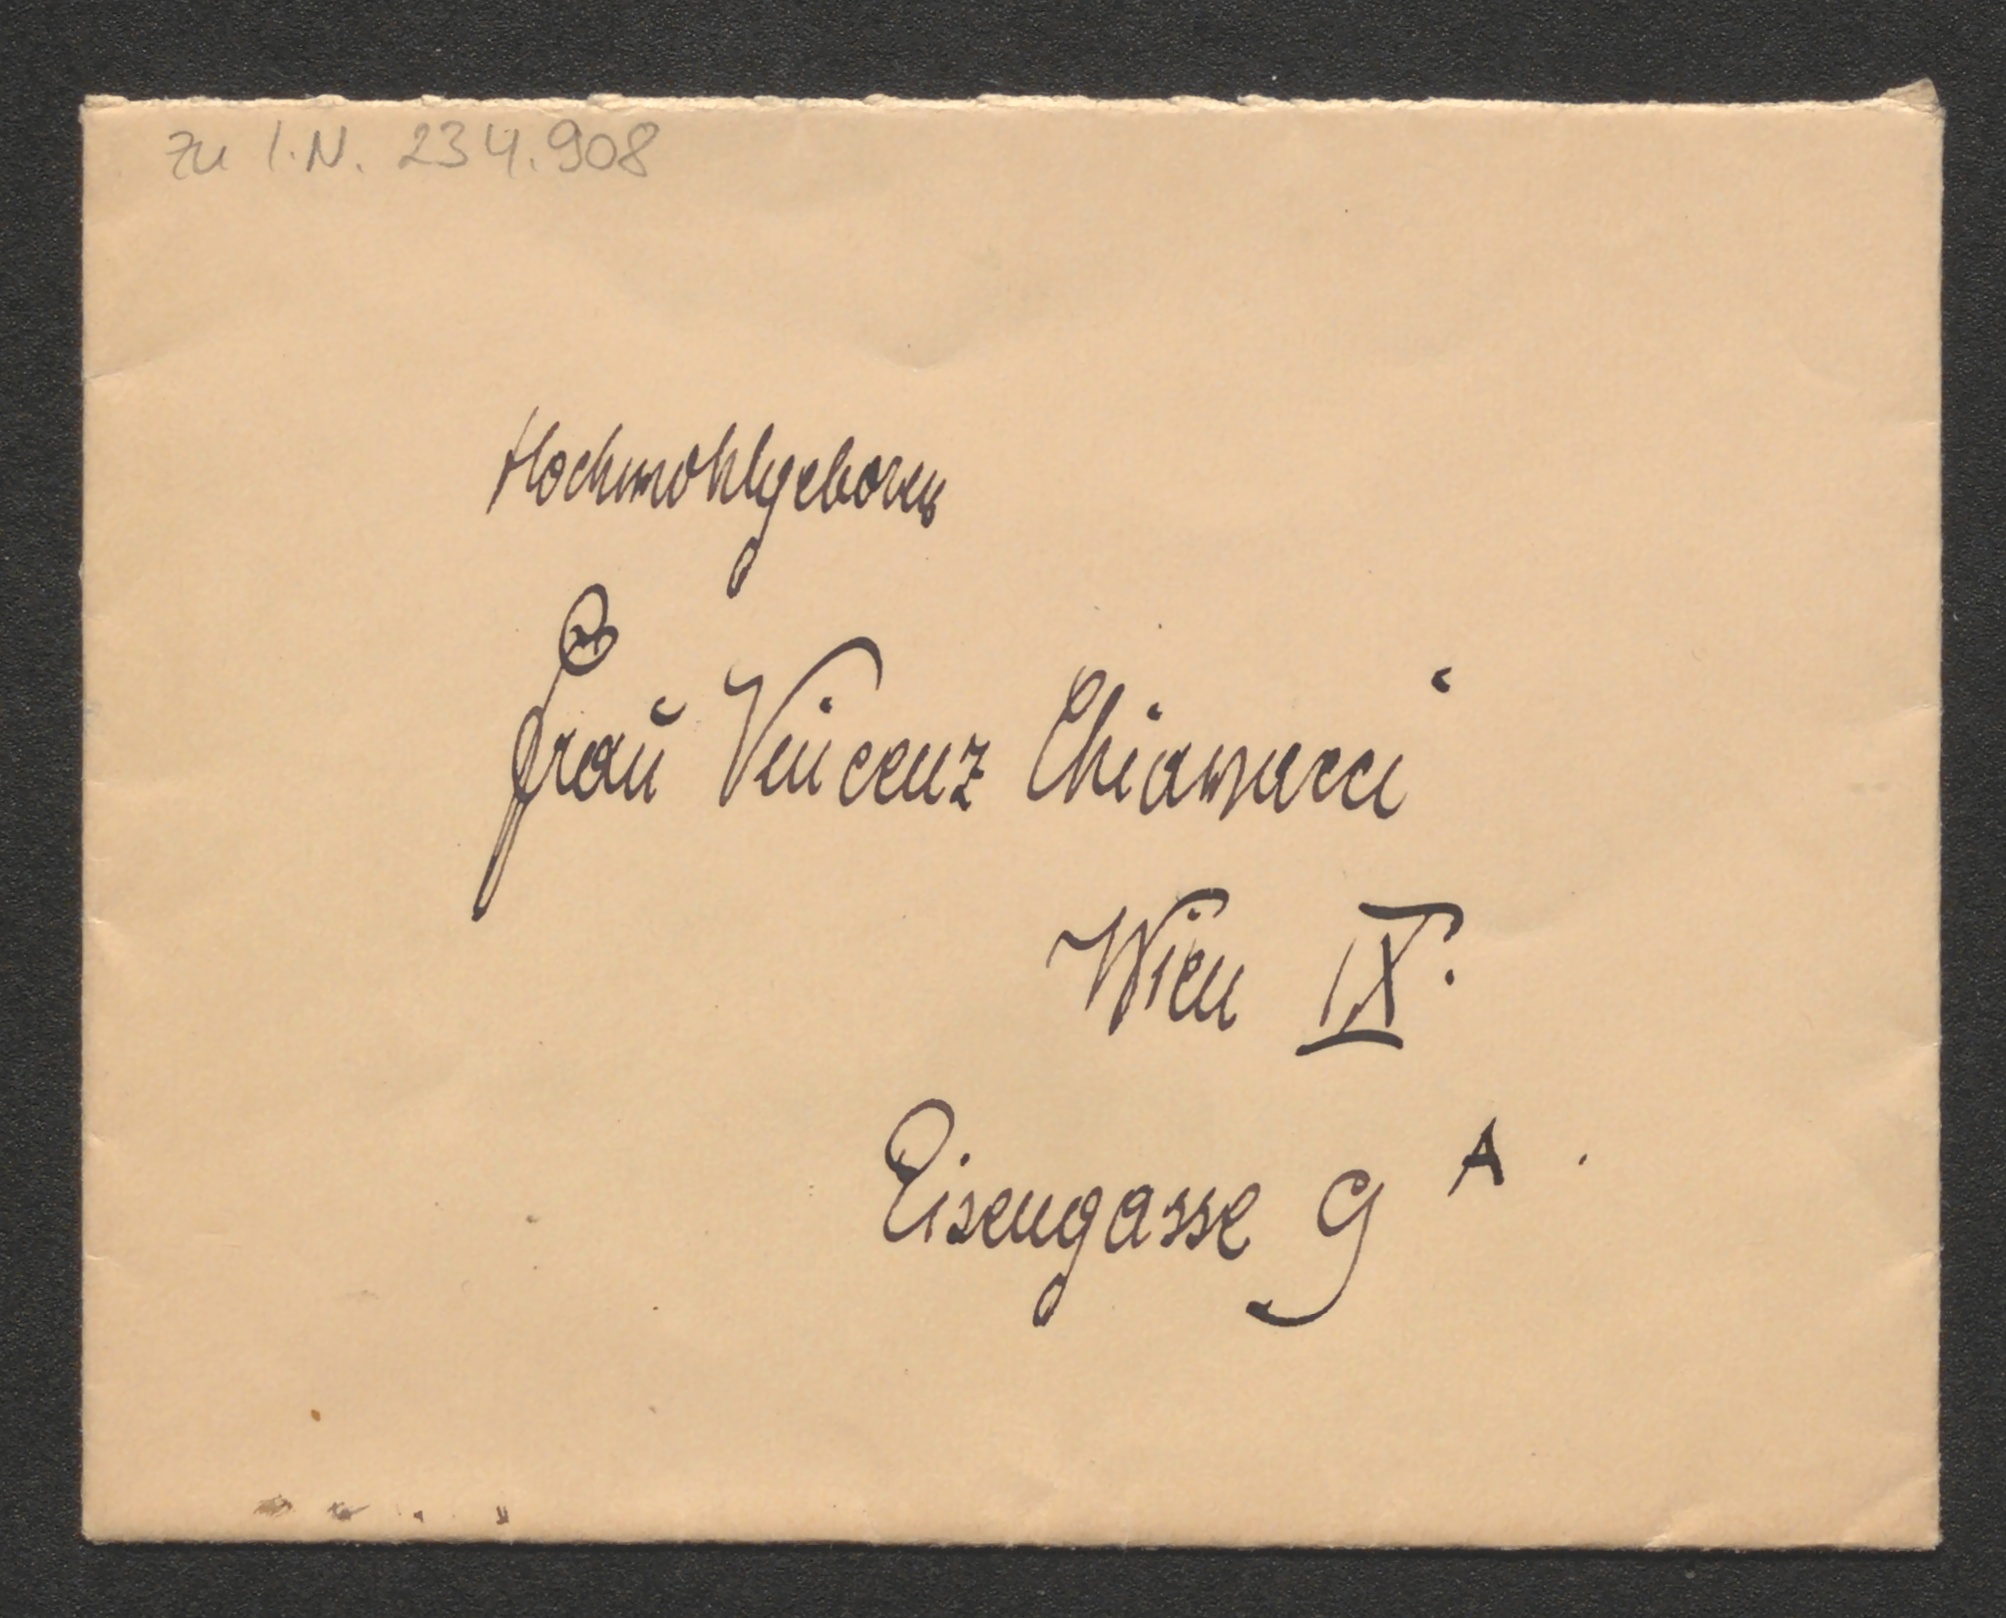 zu I.N. 234.908
Hochwohlgeboren
Frau Vincenz Chiavacci
Wien IX.
Eisengasse 9 A.